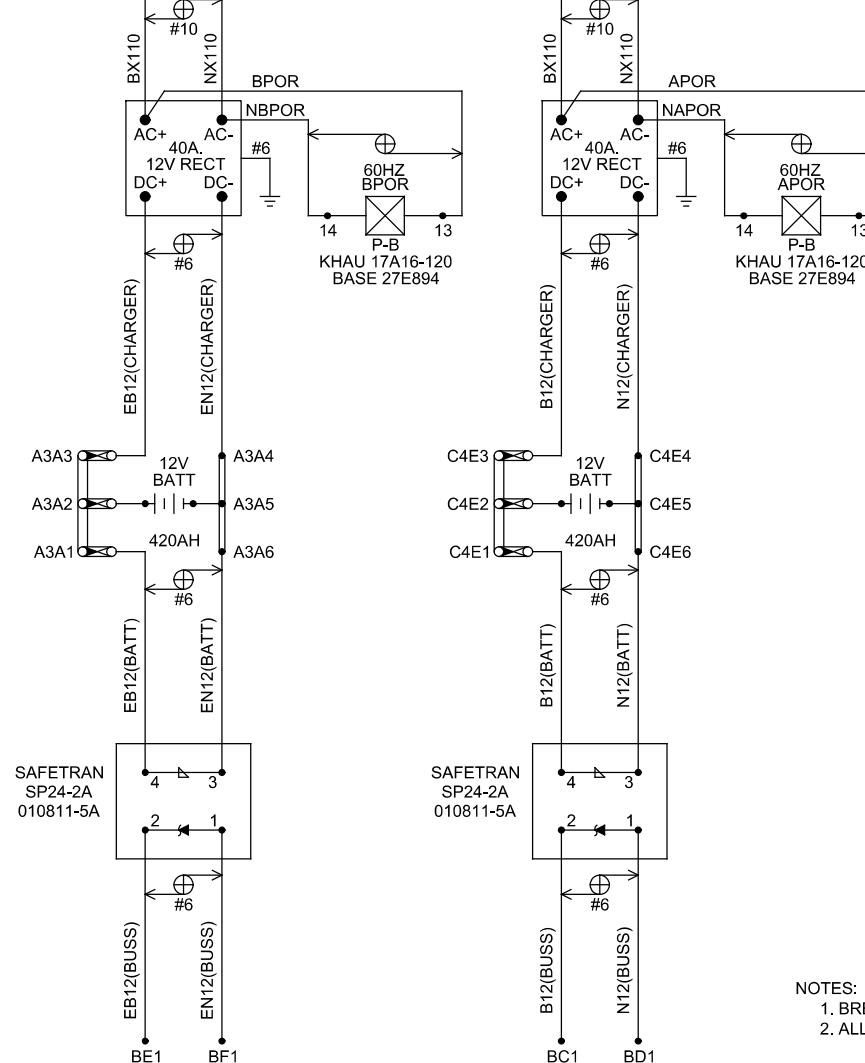 #10
BX110
NX110
BPOR
NBPOR
AC+
AC-
40A.
12V RECT
DC+
DC-
#6
60HZ
BPOR
14
13
P-B
KHAU 17A16-120
BASE 27E894
#6
EB12(CHARGER)
EN12(CHARGER)
A3A3
A3A4
12V
BATT
A3A2
A3A5
420AH
A3A1
A3A6
#6
EB12(BATT)
EN12(BATT)
SAFETRAN
SP24-2A
010811-5A
4
3
2
1
#6
EB12(BUSS)
EN12(BUSS)
BE1
BF1
#10
BX110
NX110
APOR
NAPOR
AC+
AC-
40A.
12V RECT
DC+
DC-
#6
60HZ
APOR
14
13
P-B
KHAU 17A16-120
BASE 27E894
#6
B12(CHARGER)
N12(CHARGER)
C4E3
C4E4
12V
BATT
C4E2
C4E5
420AH
C4E1
C4E6
#6
B12(BATT)
N12(BATT)
SAFETRAN
SP24-2A
010811-5A
4
3
2
1
#6
B12(BUSS)
N12(BUSS)
BC1
BD1
NOTES:
1. BRE
2. ALL